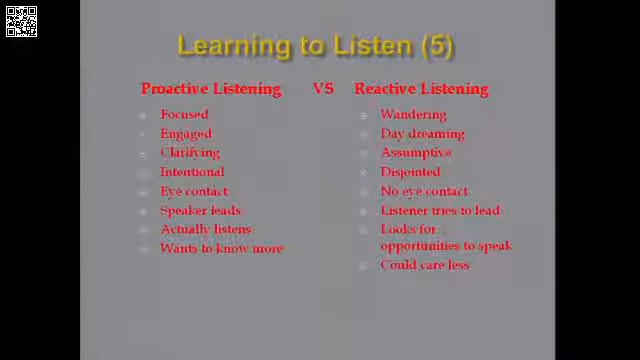 Learning to Listen (5)
Proactive Listening VS Reactive Listening
Focused
Engaged
Clarifying
Intentional
Eye contact
Speaker leads
Actually listens
Wants to know more
Wandering
Day dreaming
Assumptive
Disjointed
No eye contact
Listener tries to lead
Looks for
opportunities to speak
Could care less